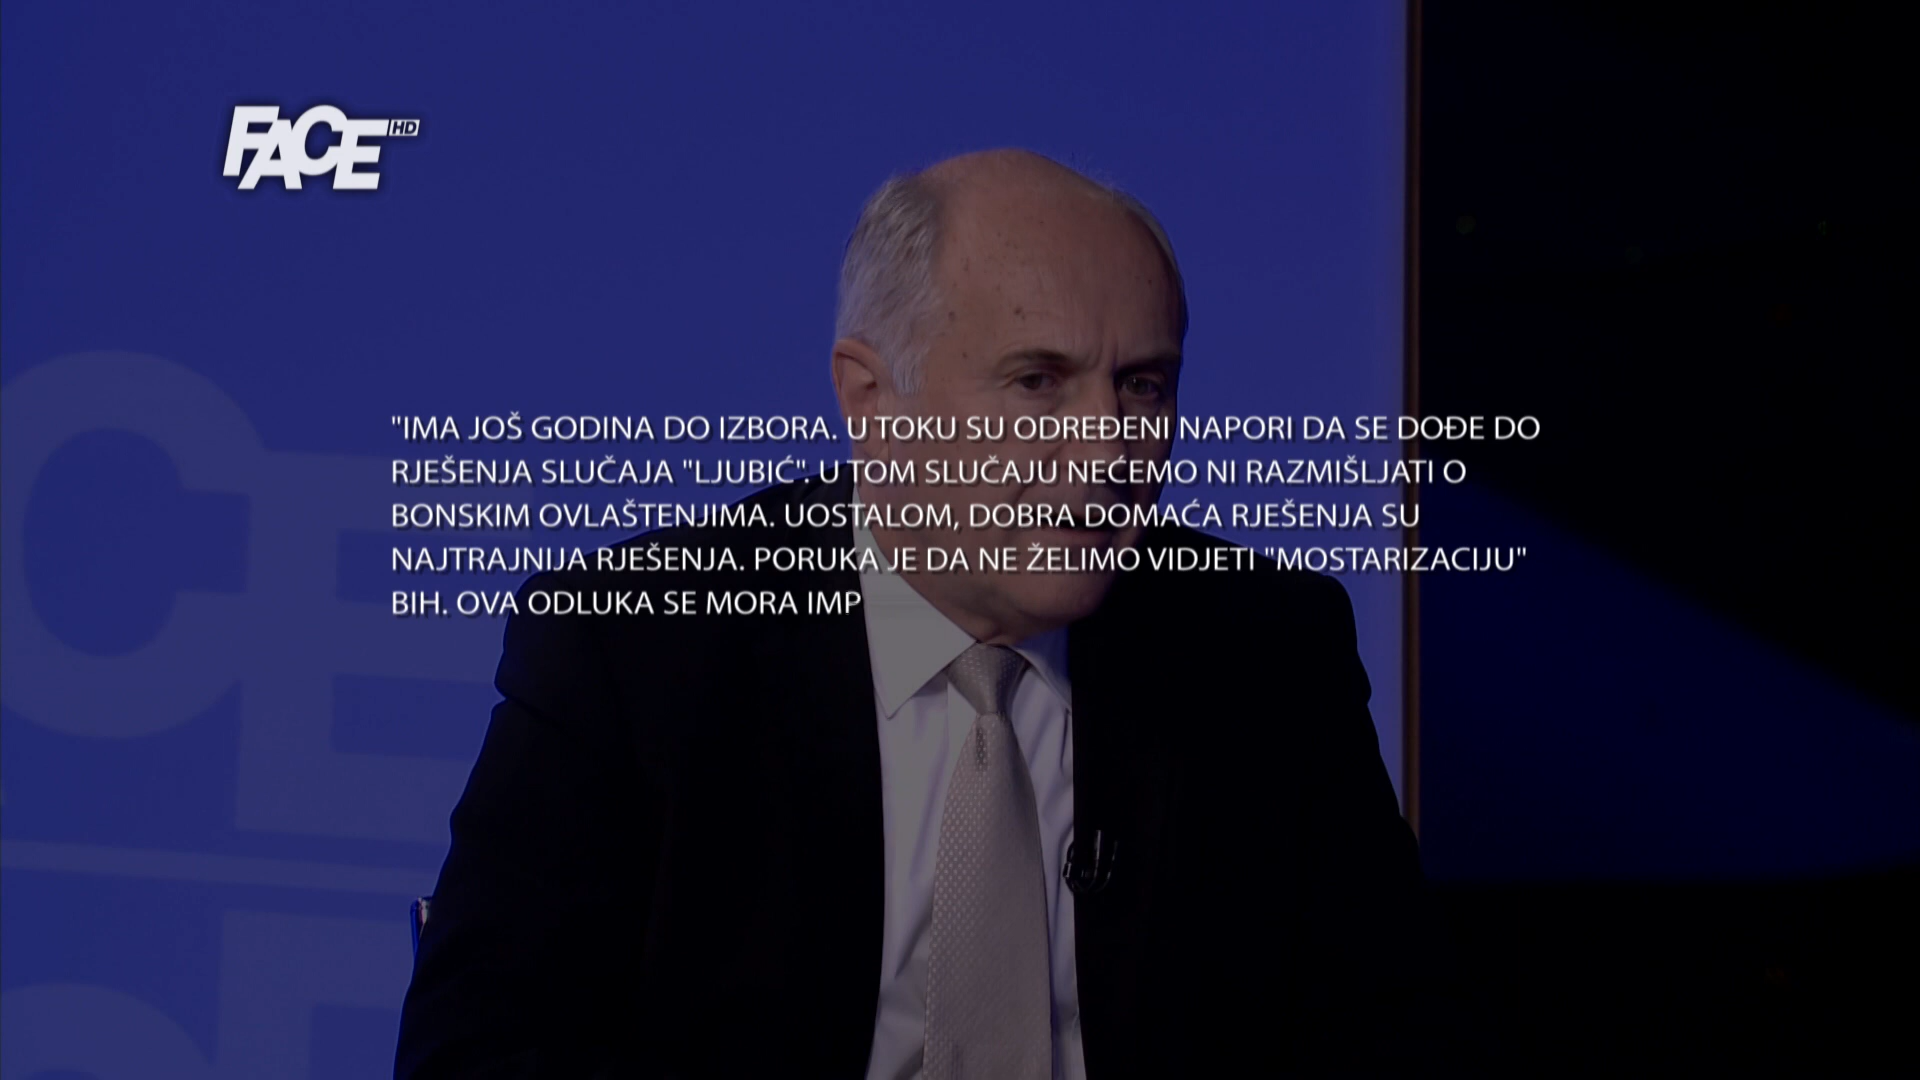 FACE HD
"IMA JOŠ GODINA DO IZBORA. U TOKU SU ODREĐENI NAPORI DA SE DOĐE DO
RJEŠENJA SLUČAJA "LJUBIĆ". U TOM SLUČAJU NEĆEMO NI RAZMIŠLJATI O
BONSKIM OVLAŠTENJIMA. UOSTALOM, DOBRA DOMAĆA RJEŠENJA SU
NAJTRAJNIJA RJEŠENJA. PORUKA JE DA NE ŽELIMO VIDJETI "MOSTARIZACIJU"
BIH. OVA ODLUKA SE MORA IMP